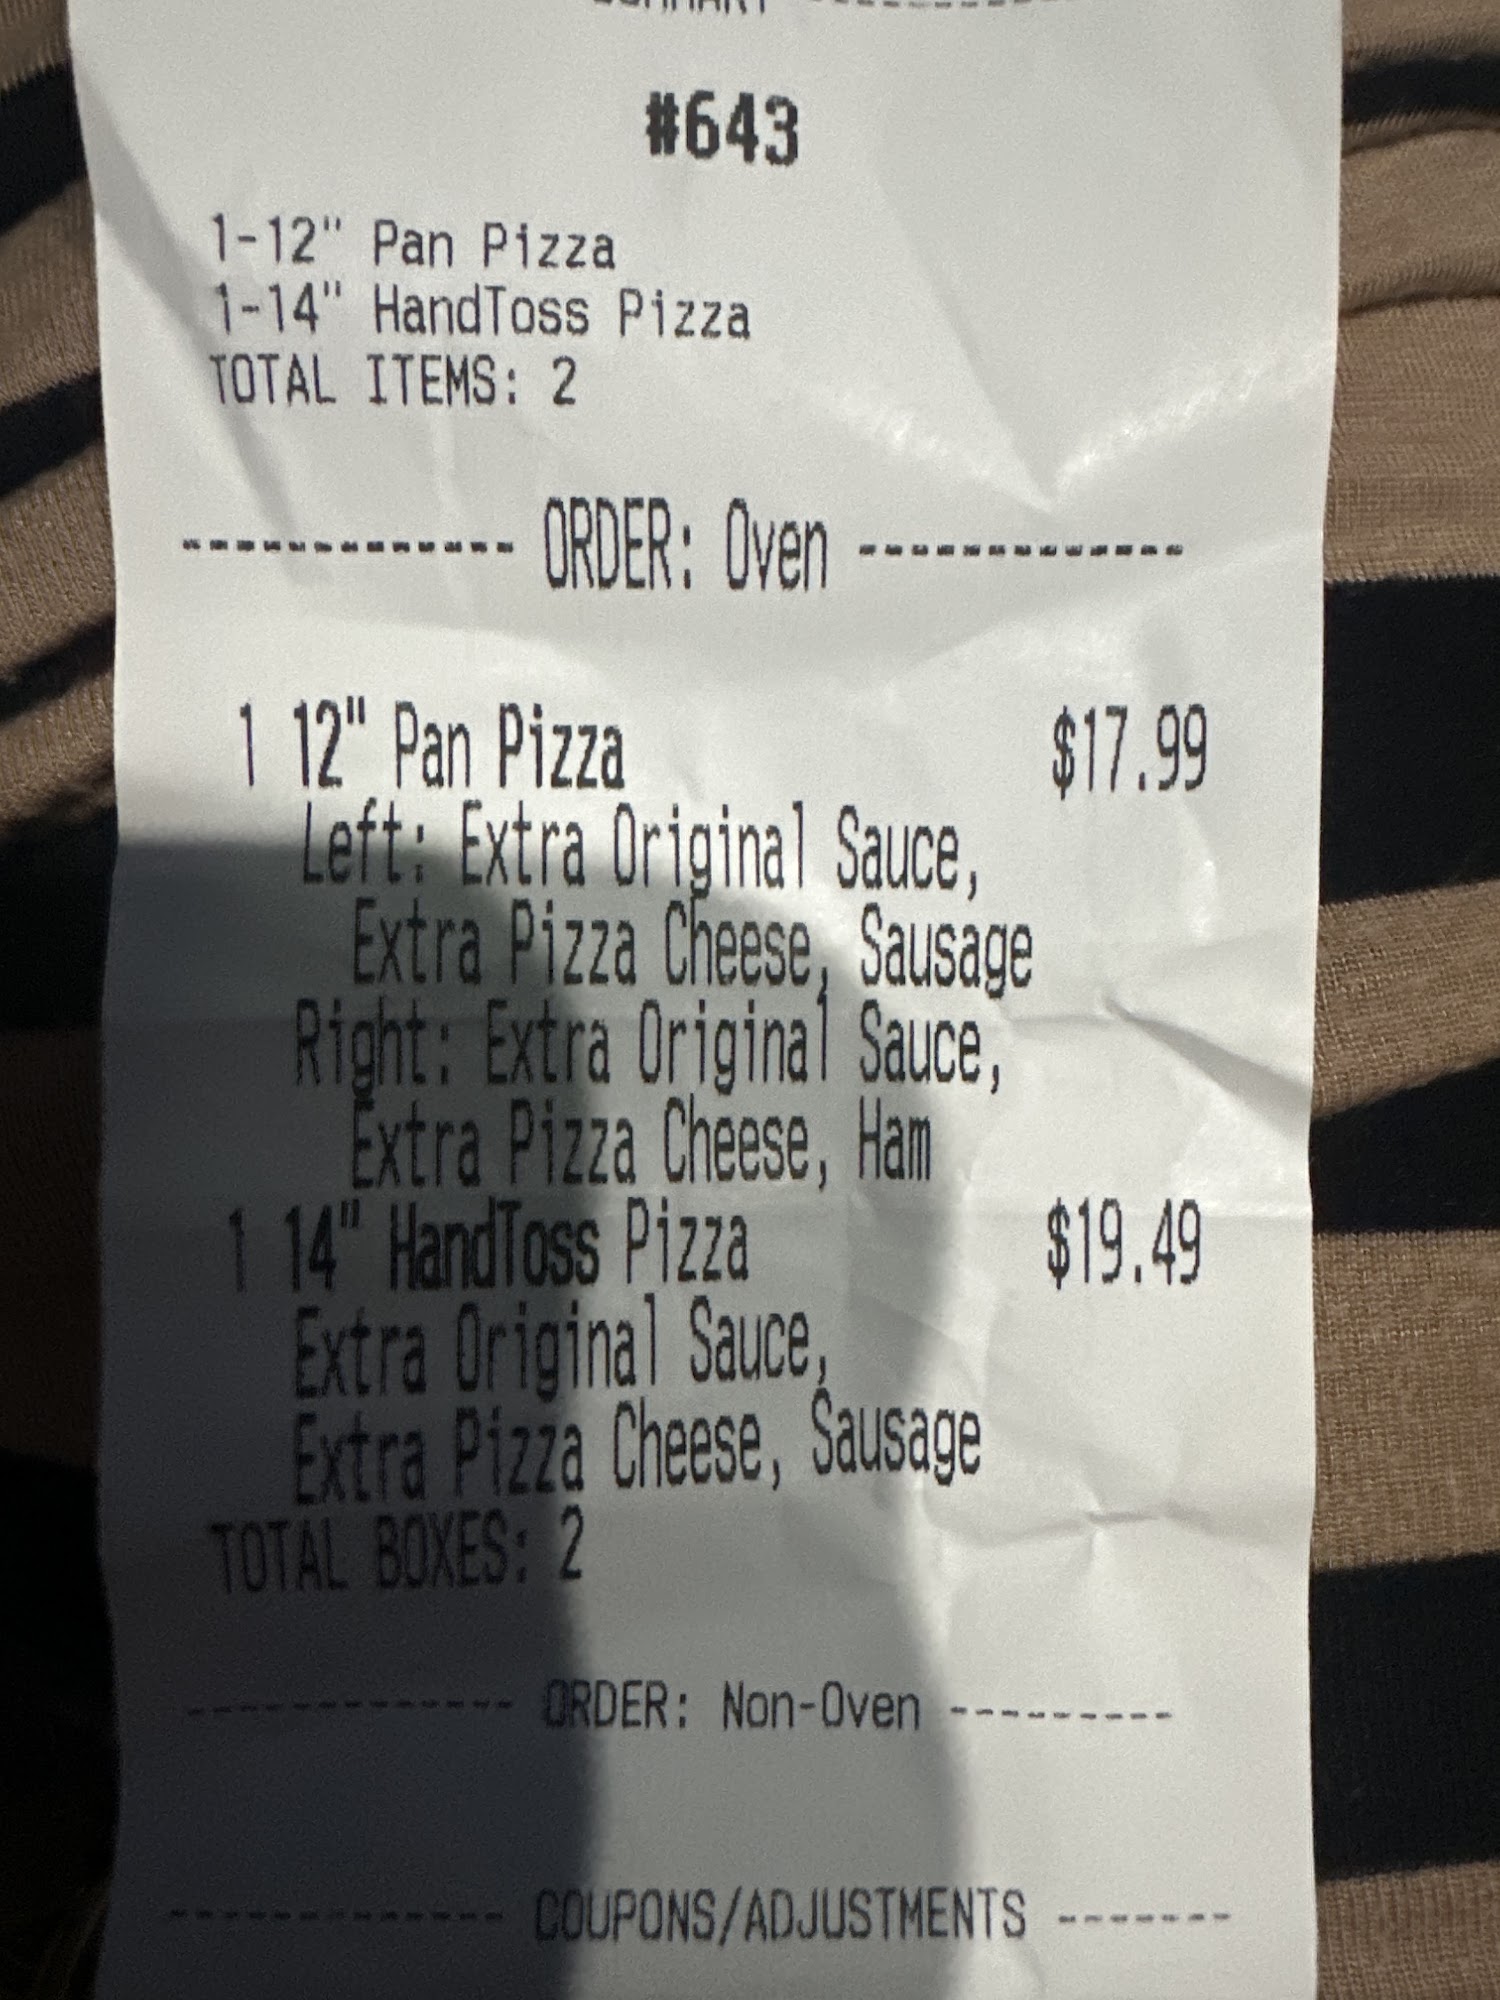 SUMMARY
#643
1-12" Pan Pizza
1-14" HandToss Pizza
TOTAL ITEMS: 2
------------- ORDER: Oven -------------
1 12" Pan Pizza $17.99
Left: Extra Original Sauce,
Extra Pizza Cheese, Sausage
Right: Extra Original Sauce,
Extra Pizza Cheese, Ham
1 14" HandToss Pizza $19.49
Extra Original Sauce,
Extra Pizza Cheese, Sausage
TOTAL BOXES: 2
------------- ORDER: Non-Oven ---------
------------- COUPONS/ADJUSTMENTS -------